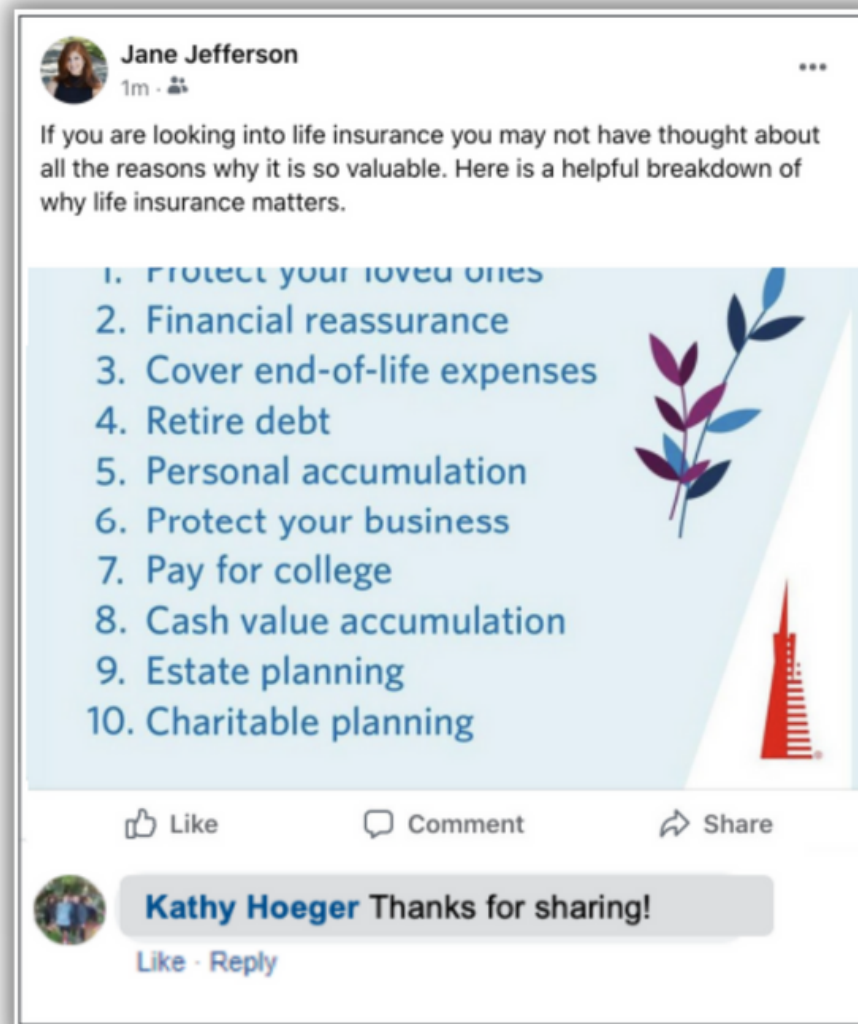 Jane Jefferson
1m ·
If you are looking into life insurance you may not have thought about
all the reasons why it is so valuable. Here is a helpful breakdown of
why life insurance matters.
1. Protect your loved ones
2. Financial reassurance
3. Cover end-of-life expenses
4. Retire debt
5. Personal accumulation
6. Protect your business
7. Pay for college
8. Cash value accumulation
9. Estate planning
10. Charitable planning
Like Comment Share
Kathy Hoeger Thanks for sharing!
Like · Reply